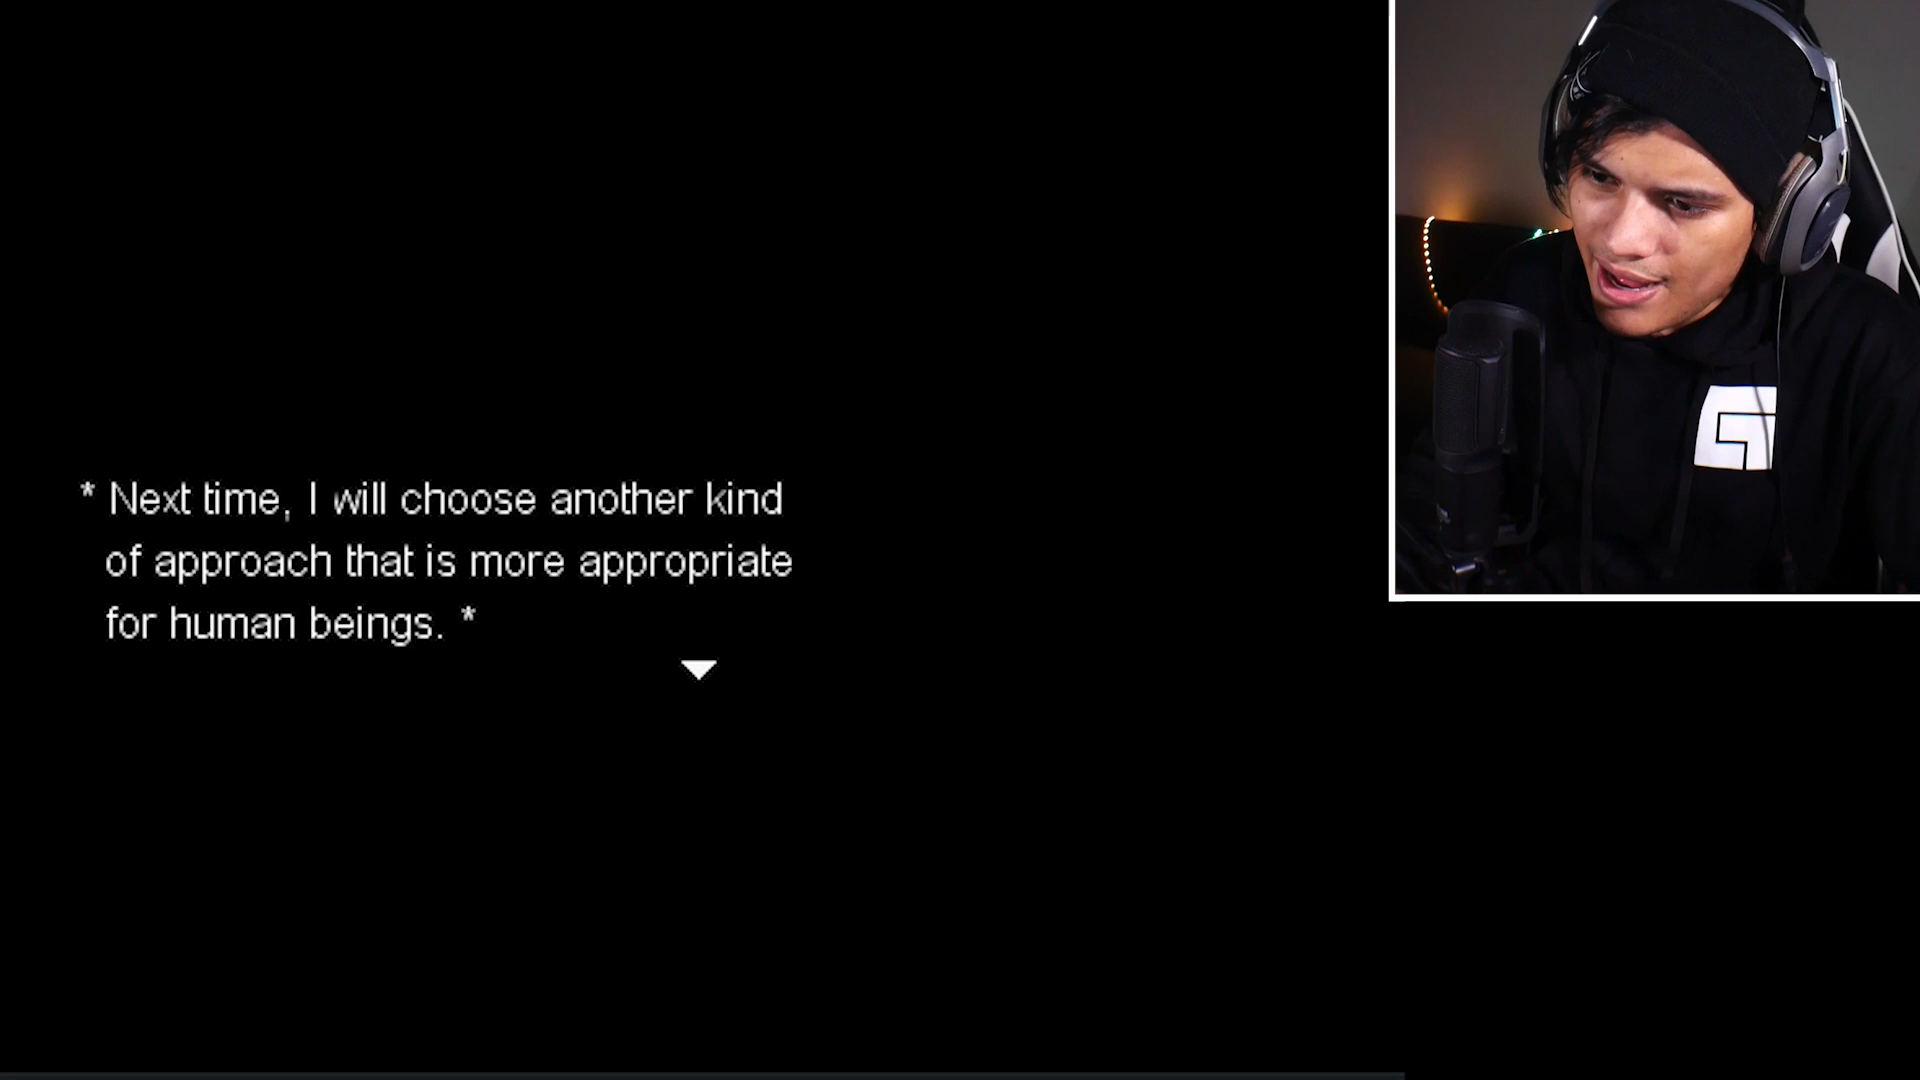 * Next time, I will choose another kind
of approach that is more appropriate
for human beings. *